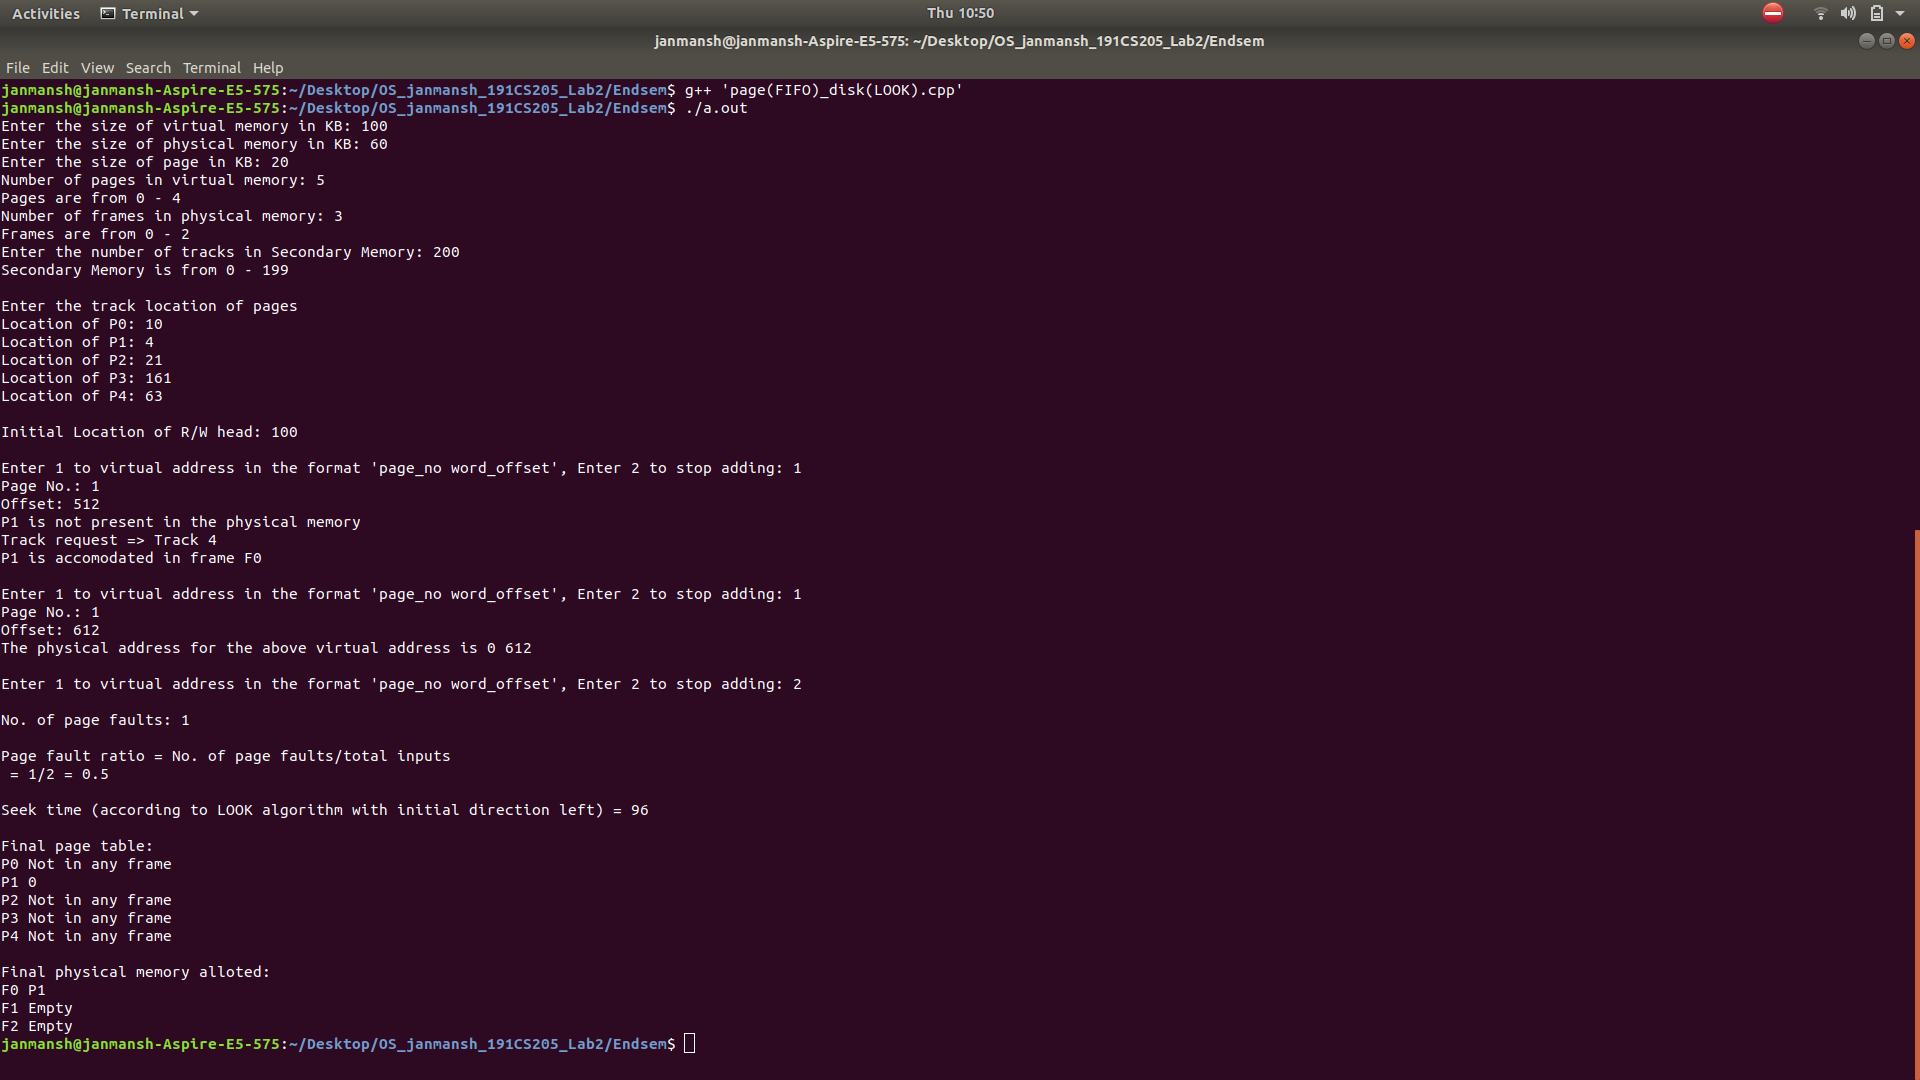 Activities Terminal Thu 10:50
janmansh@janmansh-Aspire-E5-575: ~/Desktop/OS_janmansh_191CS205_Lab2/Endsem
File Edit View Search Terminal Help
janmansh@janmansh-Aspire-E5-575:~/Desktop/OS_janmansh_191CS205_Lab2/Endsem$ g++ 'page(FIFO)_disk(LOOK).cpp'
janmansh@janmansh-Aspire-E5-575:~/Desktop/OS_janmansh_191CS205_Lab2/Endsem$ ./a.out
Enter the size of virtual memory in KB: 100
Enter the size of physical memory in KB: 60
Enter the size of page in KB: 20
Number of pages in virtual memory: 5
Pages are from 0 - 4
Number of frames in physical memory: 3
Frames are from 0 - 2
Enter the number of tracks in Secondary Memory: 200
Secondary Memory is from 0 - 199
Enter the track location of pages
Location of P0: 10
Location of P1: 4
Location of P2: 21
Location of P3: 161
Location of P4: 63
Initial Location of R/W head: 100
Enter 1 to virtual address in the format 'page_no word_offset', Enter 2 to stop adding: 1
Page No.: 1
Offset: 512
P1 is not present in the physical memory
Track request => Track 4
P1 is accomodated in frame F0
Enter 1 to virtual address in the format 'page_no word_offset', Enter 2 to stop adding: 1
Page No.: 1
Offset: 612
The physical address for the above virtual address is 0 612
Enter 1 to virtual address in the format 'page_no word_offset', Enter 2 to stop adding: 2
No. of page faults: 1
Page fault ratio = No. of page faults/total inputs
 = 1/2 = 0.5
Seek time (according to LOOK algorithm with initial direction left) = 96
Final page table:
P0 Not in any frame
P1 0
P2 Not in any frame
P3 Not in any frame
P4 Not in any frame
Final physical memory alloted:
F0 P1
F1 Empty
F2 Empty
janmansh@janmansh-Aspire-E5-575:~/Desktop/OS_janmansh_191CS205_Lab2/Endsem$